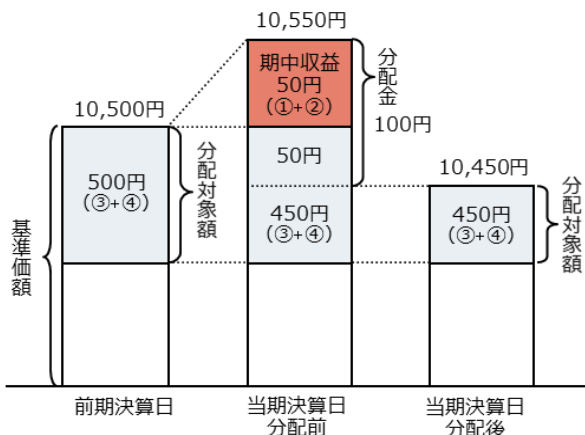 10,550円
期中収益
50円
(①+②)
分配金
100円
10,500円
50円
10,450円
500円
(③+④)
分配対象額
450円
(③+④)
450円
(③+④)
分配対象額
基準価額
前期決算日
当期決算日
分配前
当期決算日
分配後